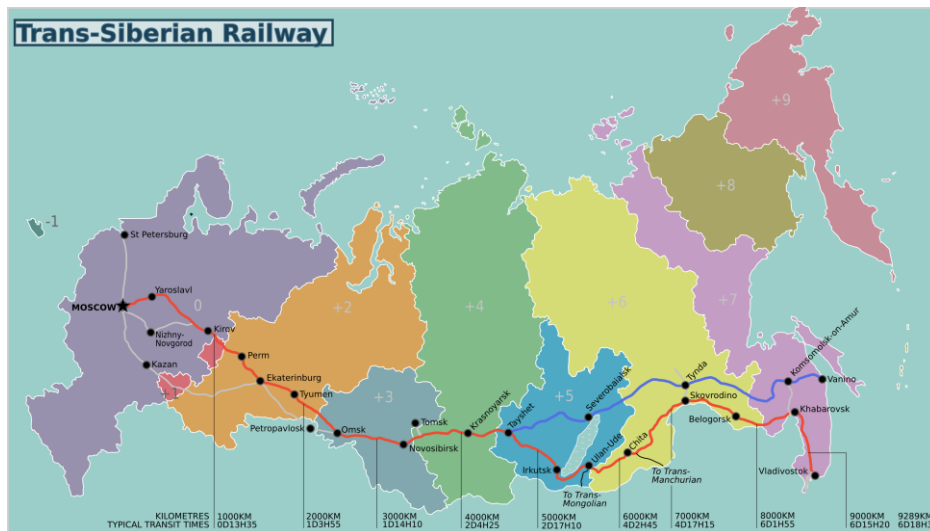 Trans-Siberian Railway
+9
+8
-1
St Petersburg
Yaroslavl
0
MOSCOW
Nizhny-
Novgorod
Kirov
Kazan
Perm
+1
Ekaterinburg
Tyumen
+2
+3
+4
+5
+6
+7
Petropavlosk
Omsk
Tomsk
Novosibirsk
Krasnoyarsk
Tayshet
Severobaialsk
Tynda
Skovrodino
Komsomolsk-on-Amur
Vanino
Khabarovsk
Belogorsk
Vladivostok
Irkutsk
Ulan-Ude
Chita
To Trans-
Mongolian
To Trans-
Manchurian
KILOMETRES 1000KM 2000KM 3000KM 4000KM 5000KM 6000KM 7000KM 8000KM 9000KM 9289KM
TYPICAL TRANSIT TIMES 0D13H35 1D3H55 1D14H10 2D4H25 2D17H10 4D2H45 4D17H15 6D1H55 6D15H20